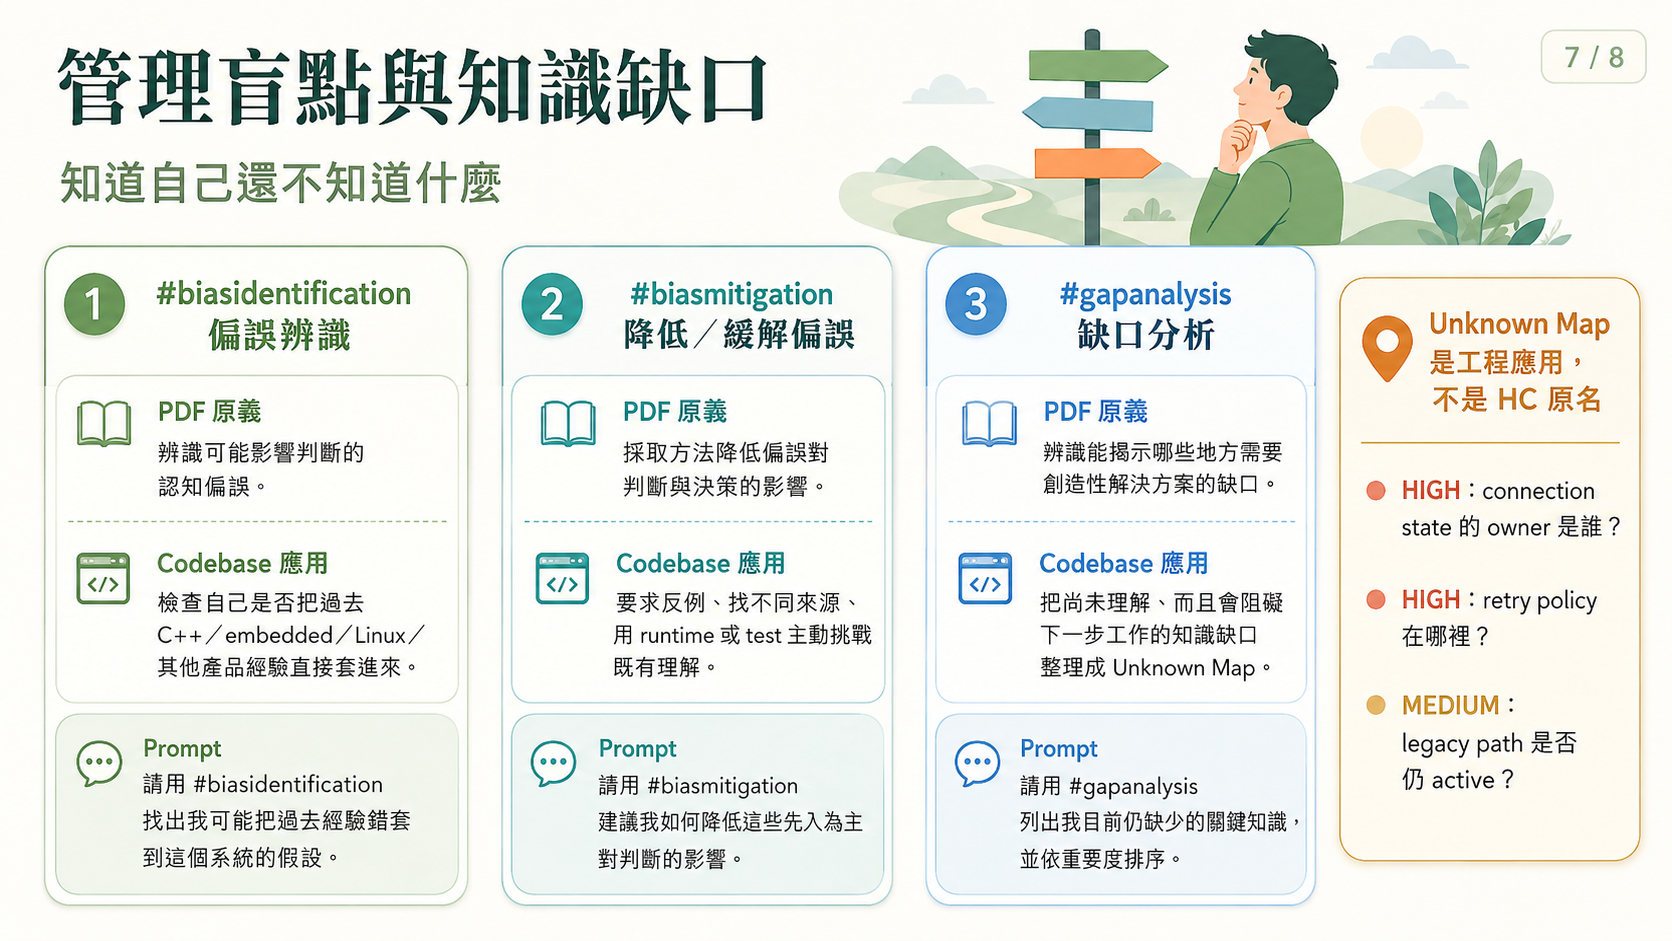 管理盲點與知識缺口
知道自己還不知道什麼
7 / 8
1
#biasidentification
偏誤辨識
PDF 原義
辨識可能影響判斷的
認知偏誤。
Codebase 應用
檢查自己是否把過去
C++／embedded／Linux／
其他產品經驗直接套進來。
Prompt
請用 #biasidentification
找出我可能把過去經驗錯套
到這個系統的假設。
2
#biasmitigation
降低／緩解偏誤
PDF 原義
採取方法降低偏誤對
判斷與決策的影響。
Codebase 應用
要求反例、找不同來源、
用 runtime 或 test 主動挑戰
既有理解。
Prompt
請用 #biasmitigation
建議我如何降低這些先入為主
對判斷的影響。
3
#gapanalysis
缺口分析
PDF 原義
辨識能揭示哪些地方需要
創造性解決方案的缺口。
Codebase 應用
把尚未理解、而且會阻礙
下一步工作的知識缺口
整理成 Unknown Map。
Prompt
請用 #gapanalysis
列出我目前仍缺少的關鍵知識，
並依重要度排序。
Unknown Map
是工程應用，
不是 HC 原名
HIGH：connection
state 的 owner 是誰？
HIGH：retry policy
在哪裡？
MEDIUM：
legacy path 是否
仍 active？